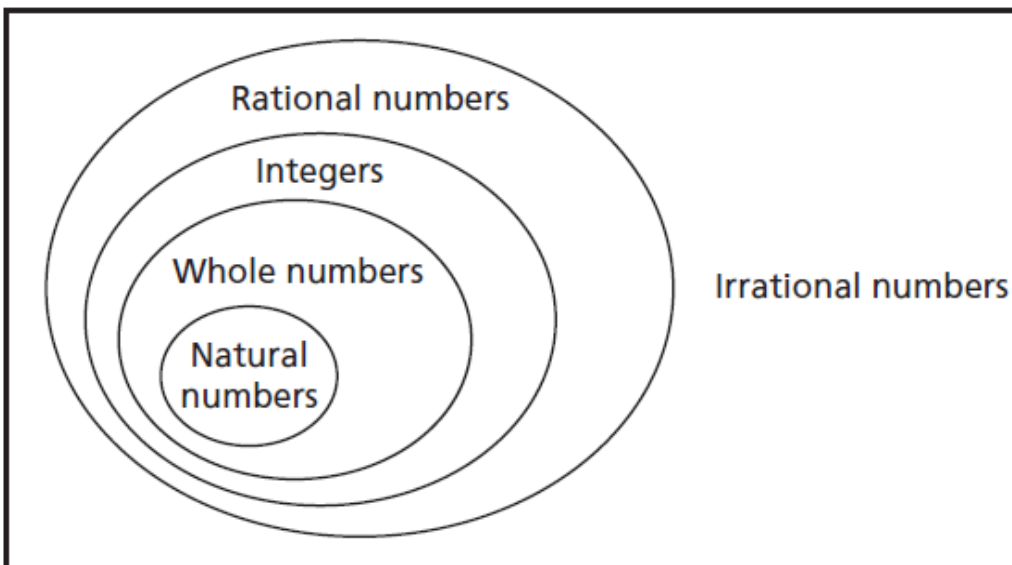 Rational numbers
Integers
Whole numbers
Irrational numbers
Natural
numbers